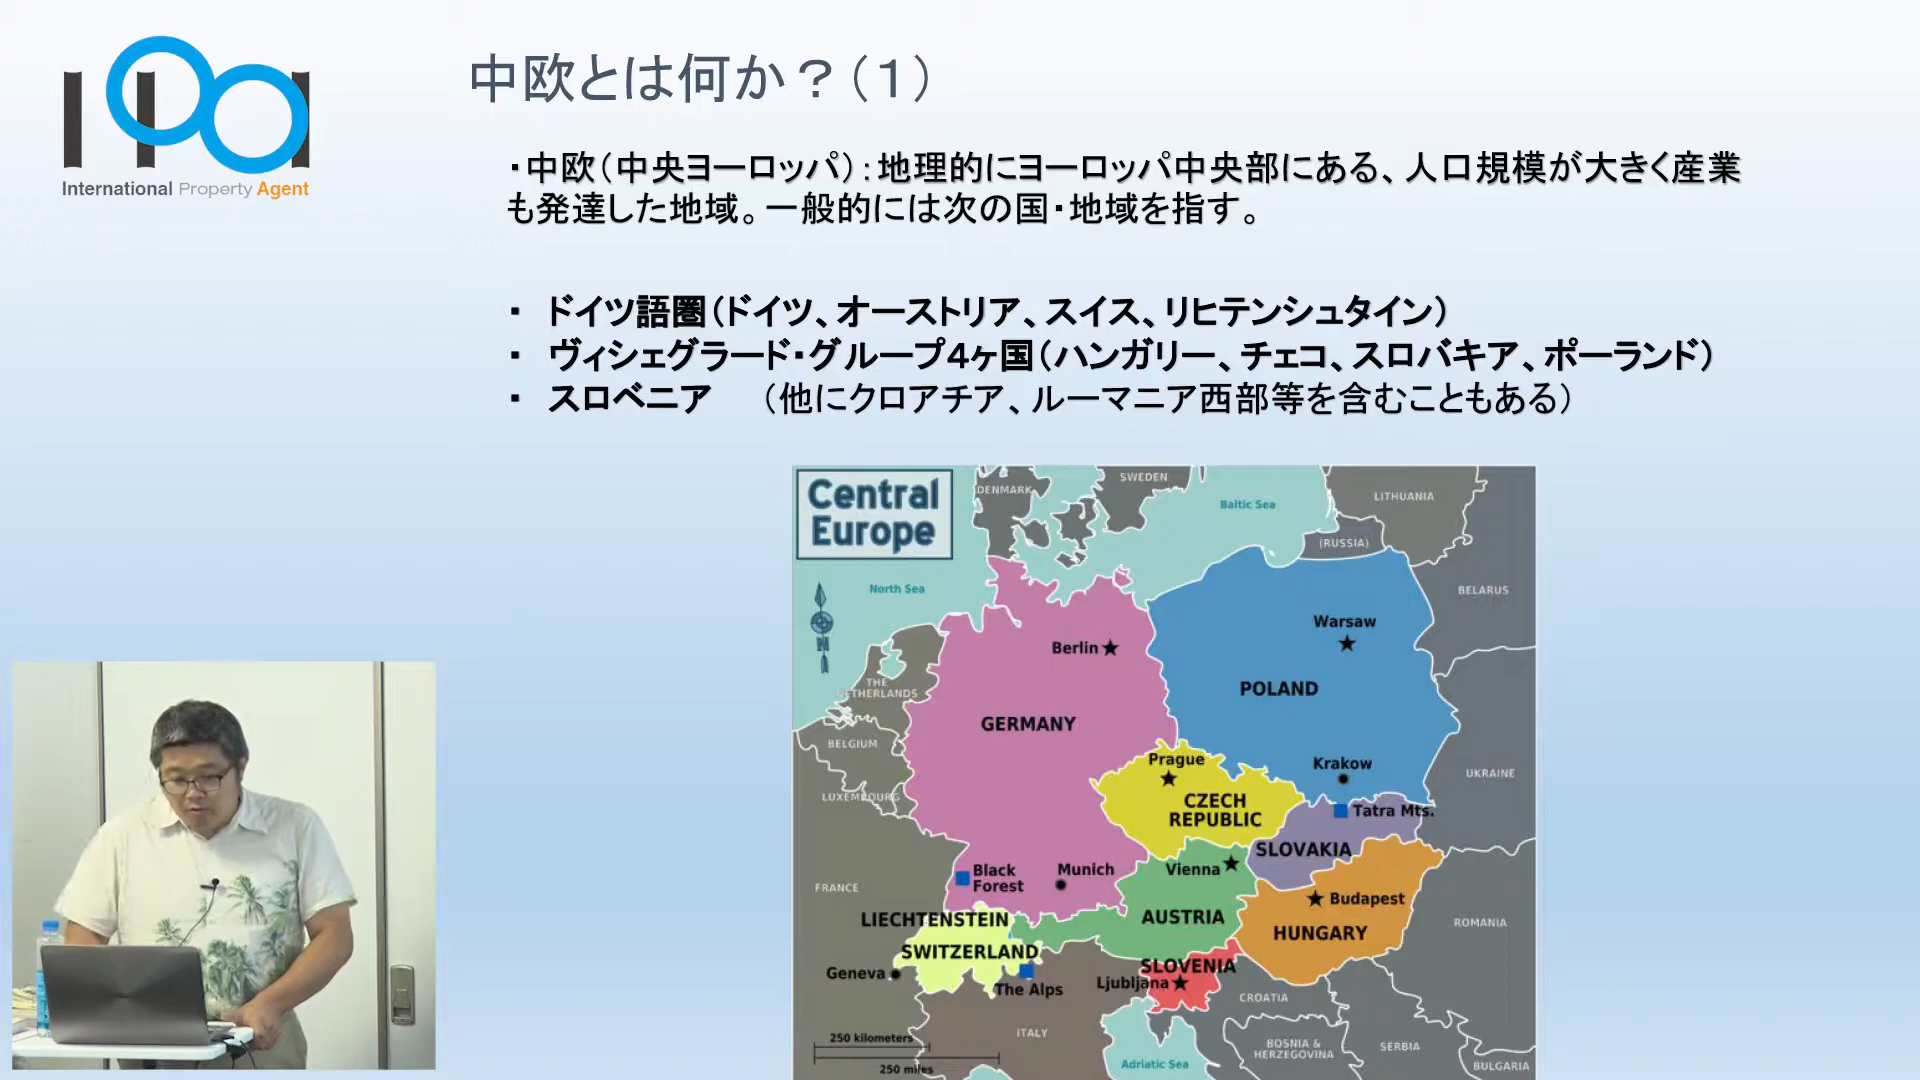 International Property Agent
中欧とは何か？（１）
・中欧（中央ヨーロッパ）：地理的にヨーロッパ中央部にある、人口規模が大きく産業
も発達した地域。一般的には次の国・地域を指す。
・ ドイツ語圏（ドイツ、オーストリア、スイス、リヒテンシュタイン）
・ ヴィシェグラード・グループ４ヶ国（ハンガリー、チェコ、スロバキア、ポーランド）
・ スロベニア （他にクロアチア、ルーマニア西部等を含むこともある）
Central
Europe
DENMARK
SWEDEN
Baltic Sea
LITHUANIA
(RUSSIA)
North Sea
BELARUS
N
Warsaw
Berlin
THE
NETHERLANDS
POLAND
GERMANY
BELGIUM
Prague
Krakow
UKRAINE
LUXEMBOURG
CZECH
REPUBLIC
Tatra Mts.
SLOVAKIA
Black
Forest
Munich
Vienna
FRANCE
Budapest
LIECHTENSTEIN
AUSTRIA
ROMANIA
HUNGARY
SWITZERLAND
SLOVENIA
Geneva
The Alps
Ljubljana
CROATIA
ITALY
250 kilometers
BOSNIA &
HERZEGOVINA
SERBIA
Adriatic Sea
BULGARIA
250 miles